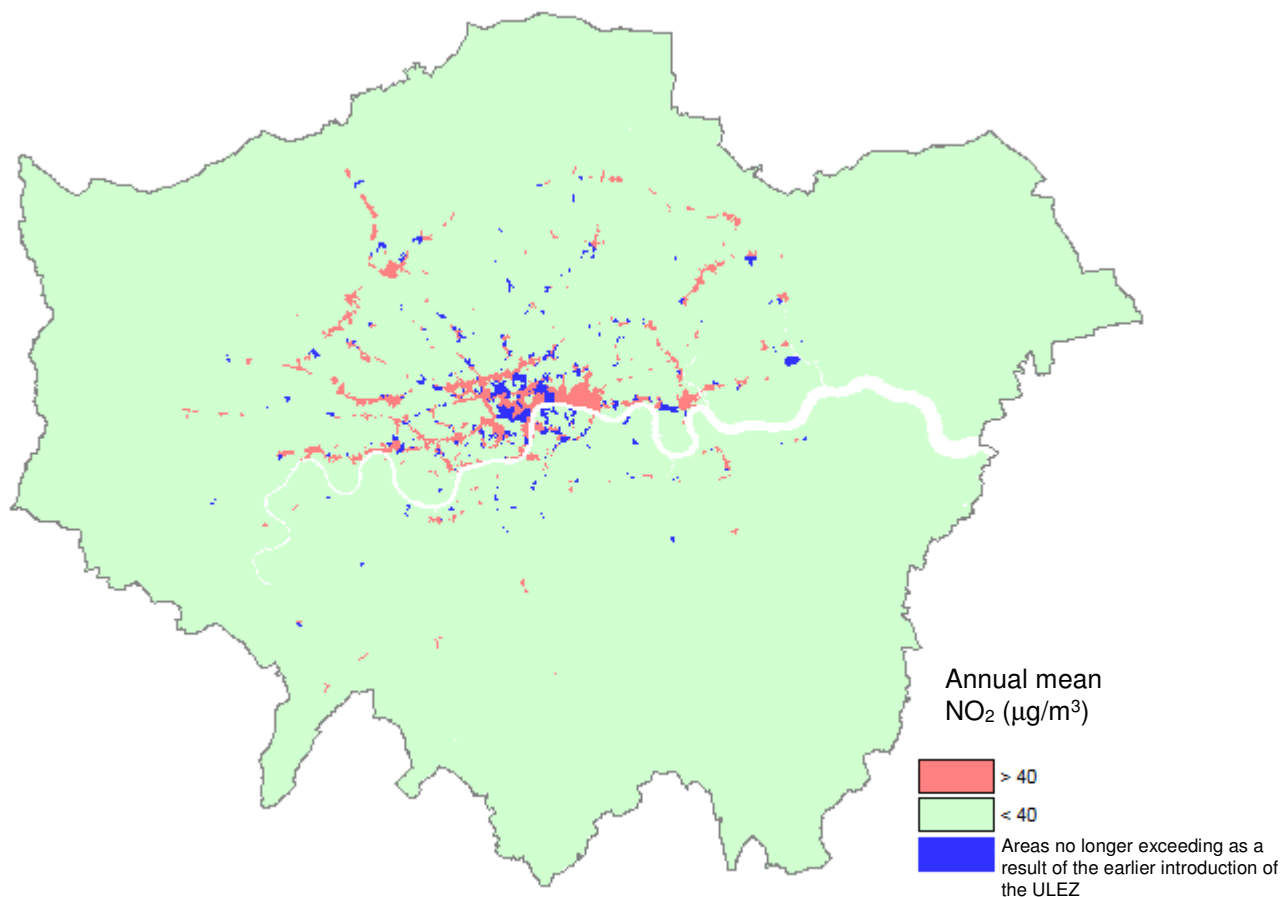 Annual mean
NO₂ (µg/m³)
> 40
< 40
Areas no longer exceeding as a
result of the earlier introduction of
the ULEZ